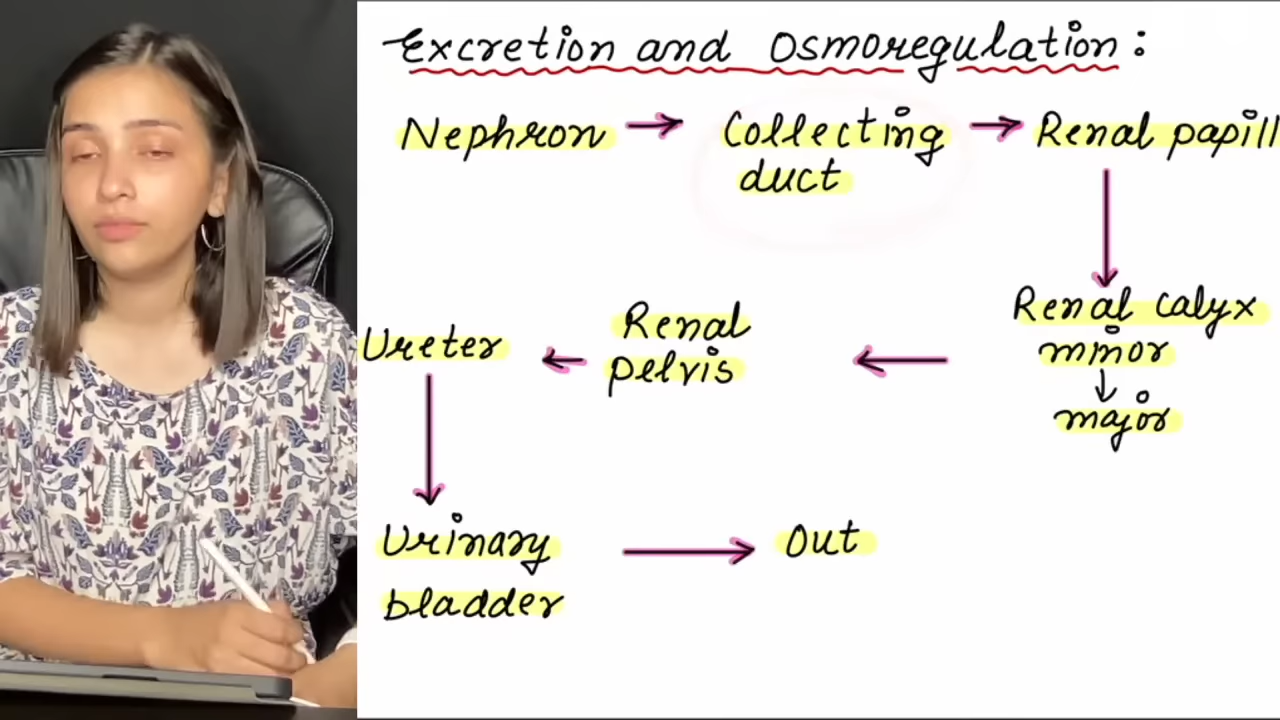 Excretion and Osmoregulation :
Nephron → Collecting duct → Renal papill
Renal calyx
minor
↓
major
←
Renal
pelvis
←
Ureter
↓
Urinary
bladder
→ Out